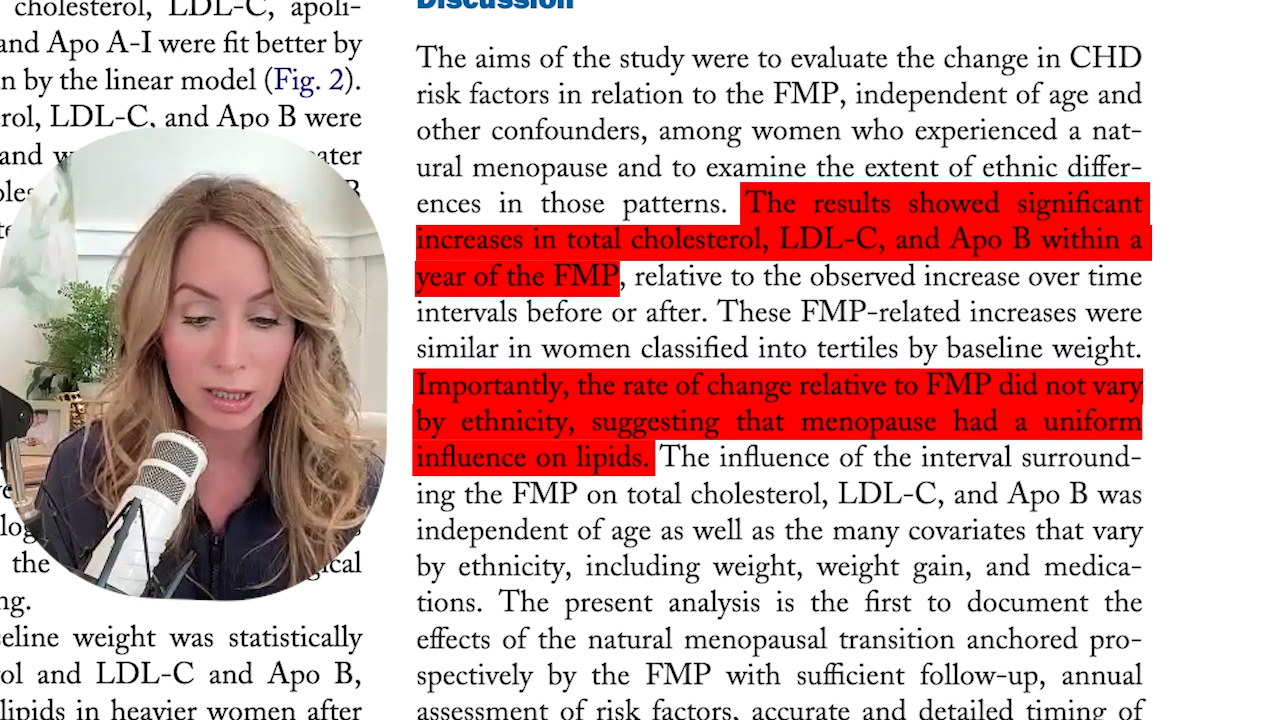 cholesterol, LDL-C, apoli-
and Apo A-I were fit better by
n by the linear model (Fig. 2).
rol, LDL-C, and Apo B were
and
B
the
ng.
eline weight was statistically
ol and LDL-C and Apo B,
lipids in heavier women after
Discussion
The aims of the study were to evaluate the change in CHD
risk factors in relation to the FMP, independent of age and
other confounders, among women who experienced a nat-
ural menopause and to examine the extent of ethnic differ-
ences in those patterns. The results showed significant
increases in total cholesterol, LDL-C, and Apo B within a
year of the FMP, relative to the observed increase over time
intervals before or after. These FMP-related increases were
similar in women classified into tertiles by baseline weight.
Importantly, the rate of change relative to FMP did not vary
by ethnicity, suggesting that menopause had a uniform
influence on lipids. The influence of the interval surround-
ing the FMP on total cholesterol, LDL-C, and Apo B was
independent of age as well as the many covariates that vary
by ethnicity, including weight, weight gain, and medica-
tions. The present analysis is the first to document the
effects of the natural menopausal transition anchored pro-
spectively by the FMP with sufficient follow-up, annual
assessment of risk factors, accurate and detailed timing of